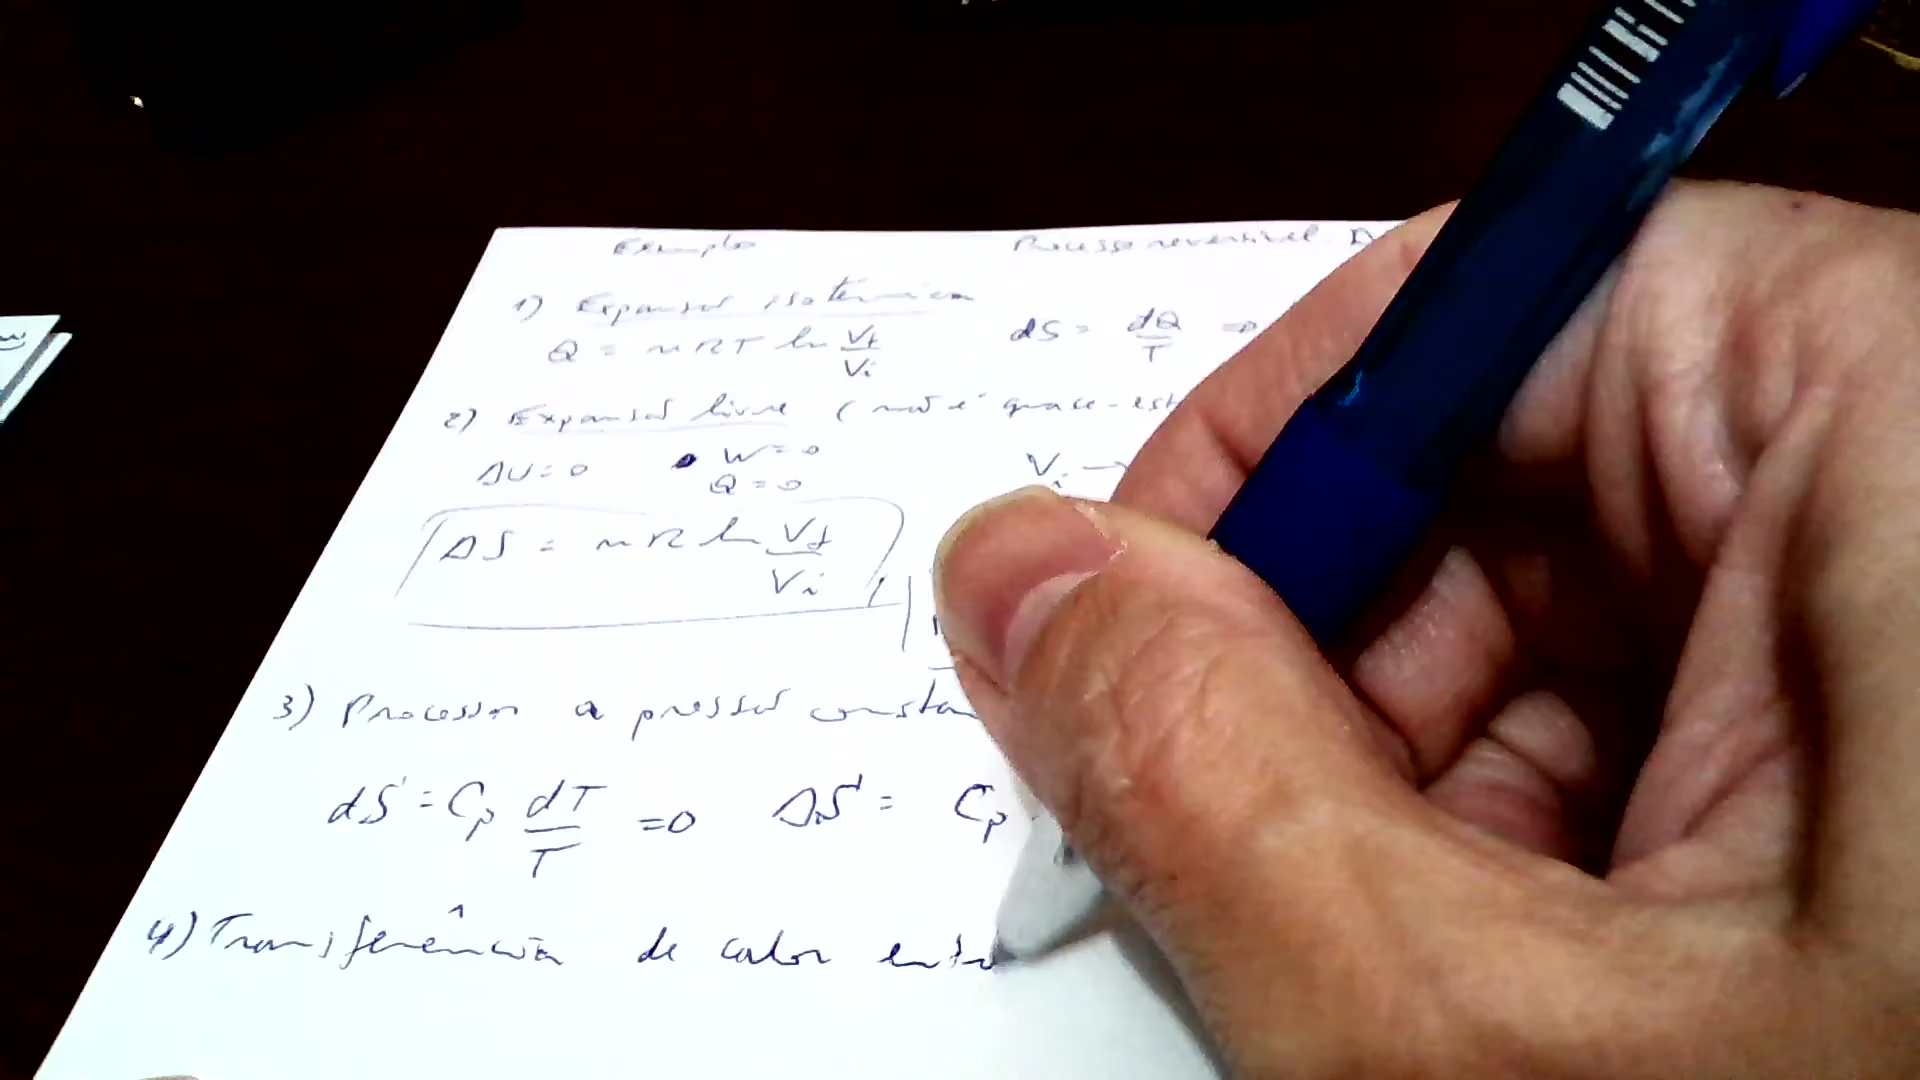 Exemplos Processo reversível
1) Expansão isotérmica
Q = nRT ln Vf/Vi dS = dQ/T =>
2) Expansão livre (não é quase-est
ΔU = 0 W = 0 Vi →
Q = 0
ΔS = nR ln Vf/Vi
3) Processos a pressão constan
dS = Cp dT/T => ΔS = Cp
4) Transferência de calor entr